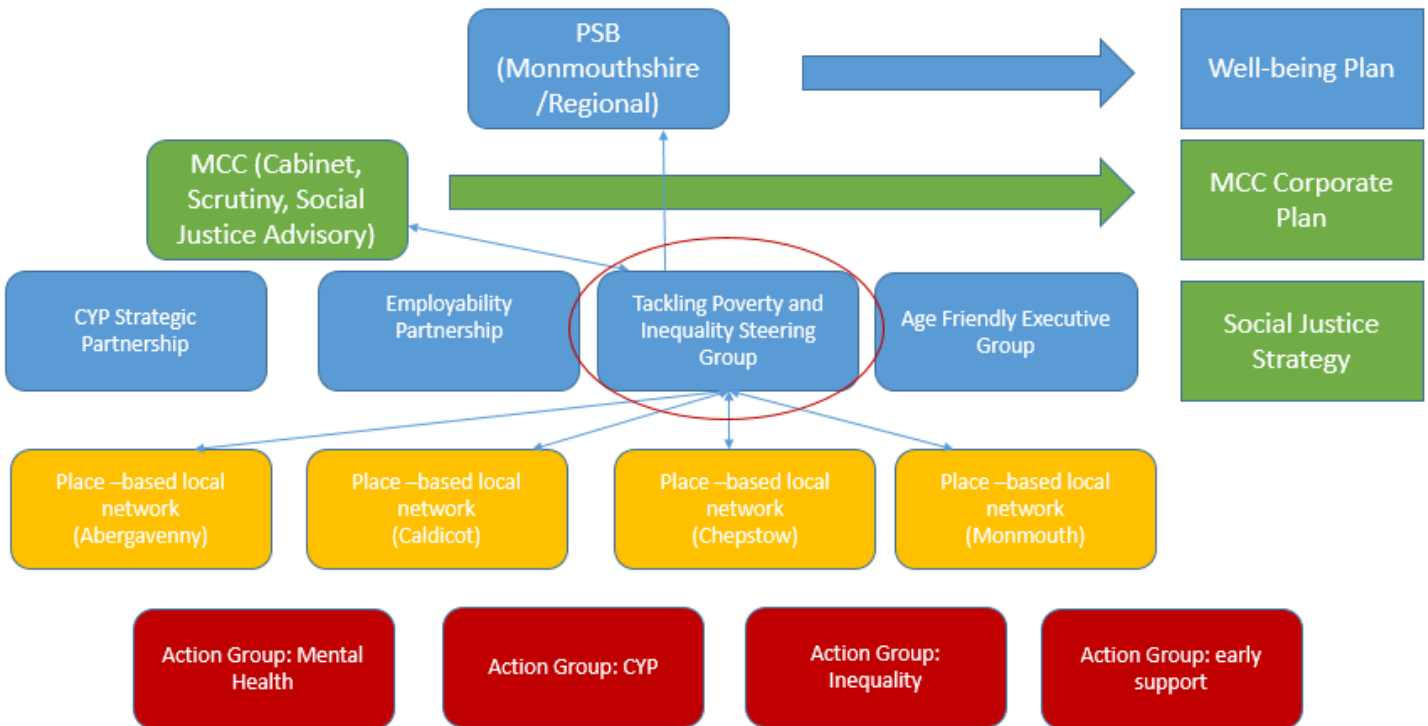 PSB
(Monmouthshire
/Regional)
Well-being Plan
MCC (Cabinet,
Scrutiny, Social
Justice Advisory)
MCC Corporate
Plan
CYP Strategic
Partnership
Employability
Partnership
Tackling Poverty and
Inequality Steering
Group
Age Friendly Executive
Group
Social Justice
Strategy
Place –based local
network
(Abergavenny)
Place –based local
network
(Caldicot)
Place –based local
network
(Chepstow)
Place –based local
network
(Monmouth)
Action Group: Mental
Health
Action Group: CYP
Action Group:
Inequality
Action Group: early
support